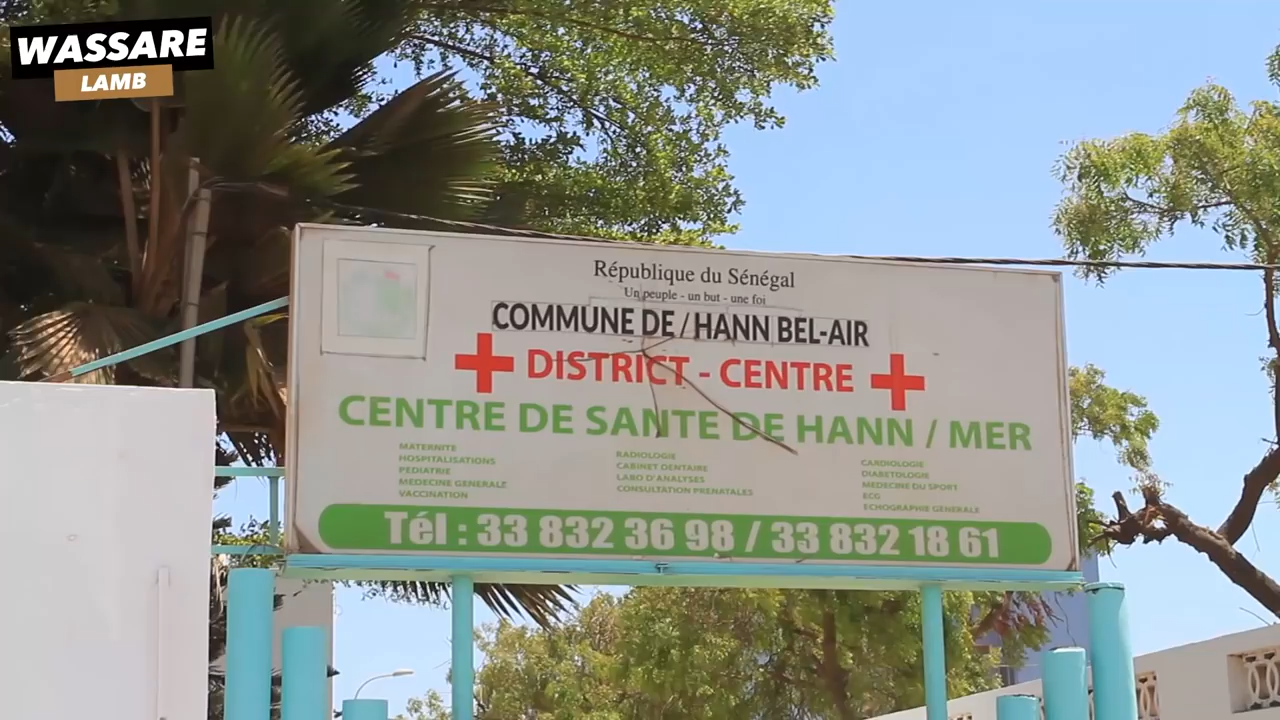 WASSARE
LAMB
République du Sénégal
Un peuple - un but - une foi
COMMUNE DE / HANN BEL-AIR
DISTRICT - CENTRE
CENTRE DE SANTE DE HANN / MER
MATERNITE
HOSPITALISATIONS
PEDIATRIE
MEDECINE GENERALE
VACCINATION
RADIOLOGIE
CABINET DENTAIRE
LABO D'ANALYSES
CONSULTATION PRENATALES
CARDIOLOGIE
DIABETOLOGIE
MEDECINE DU SPORT
ECG
ECHOGRAPHIE GENERALE
Tél : 33 832 36 98 / 33 832 18 61